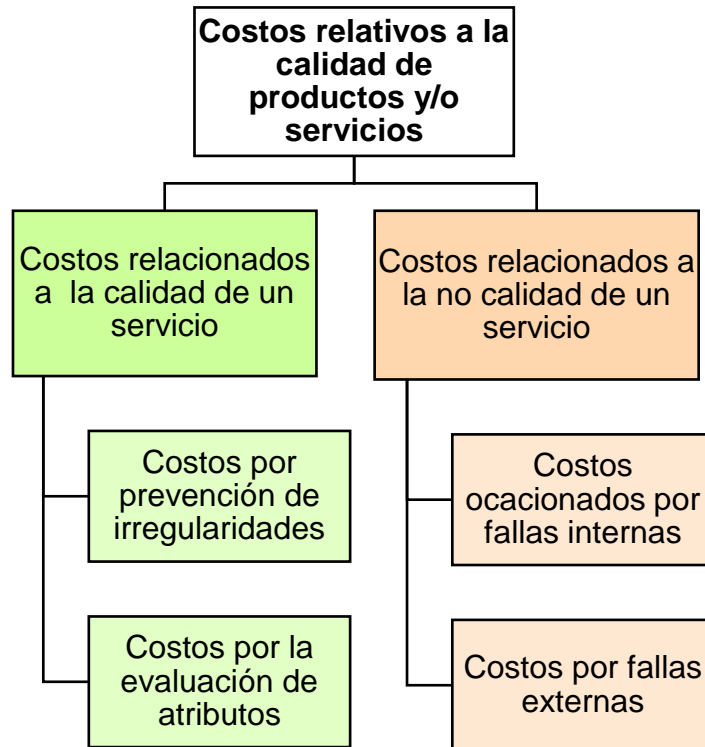 Costos relativos a la
calidad de
productos y/o
servicios
Costos relacionados
a la calidad de un
servicio
Costos relacionados a
la no calidad de un
servicio
Costos por
prevención de
irregularidades
Costos
ocacionados por
fallas internas
Costos por la
evaluación de
atributos
Costos por fallas
externas